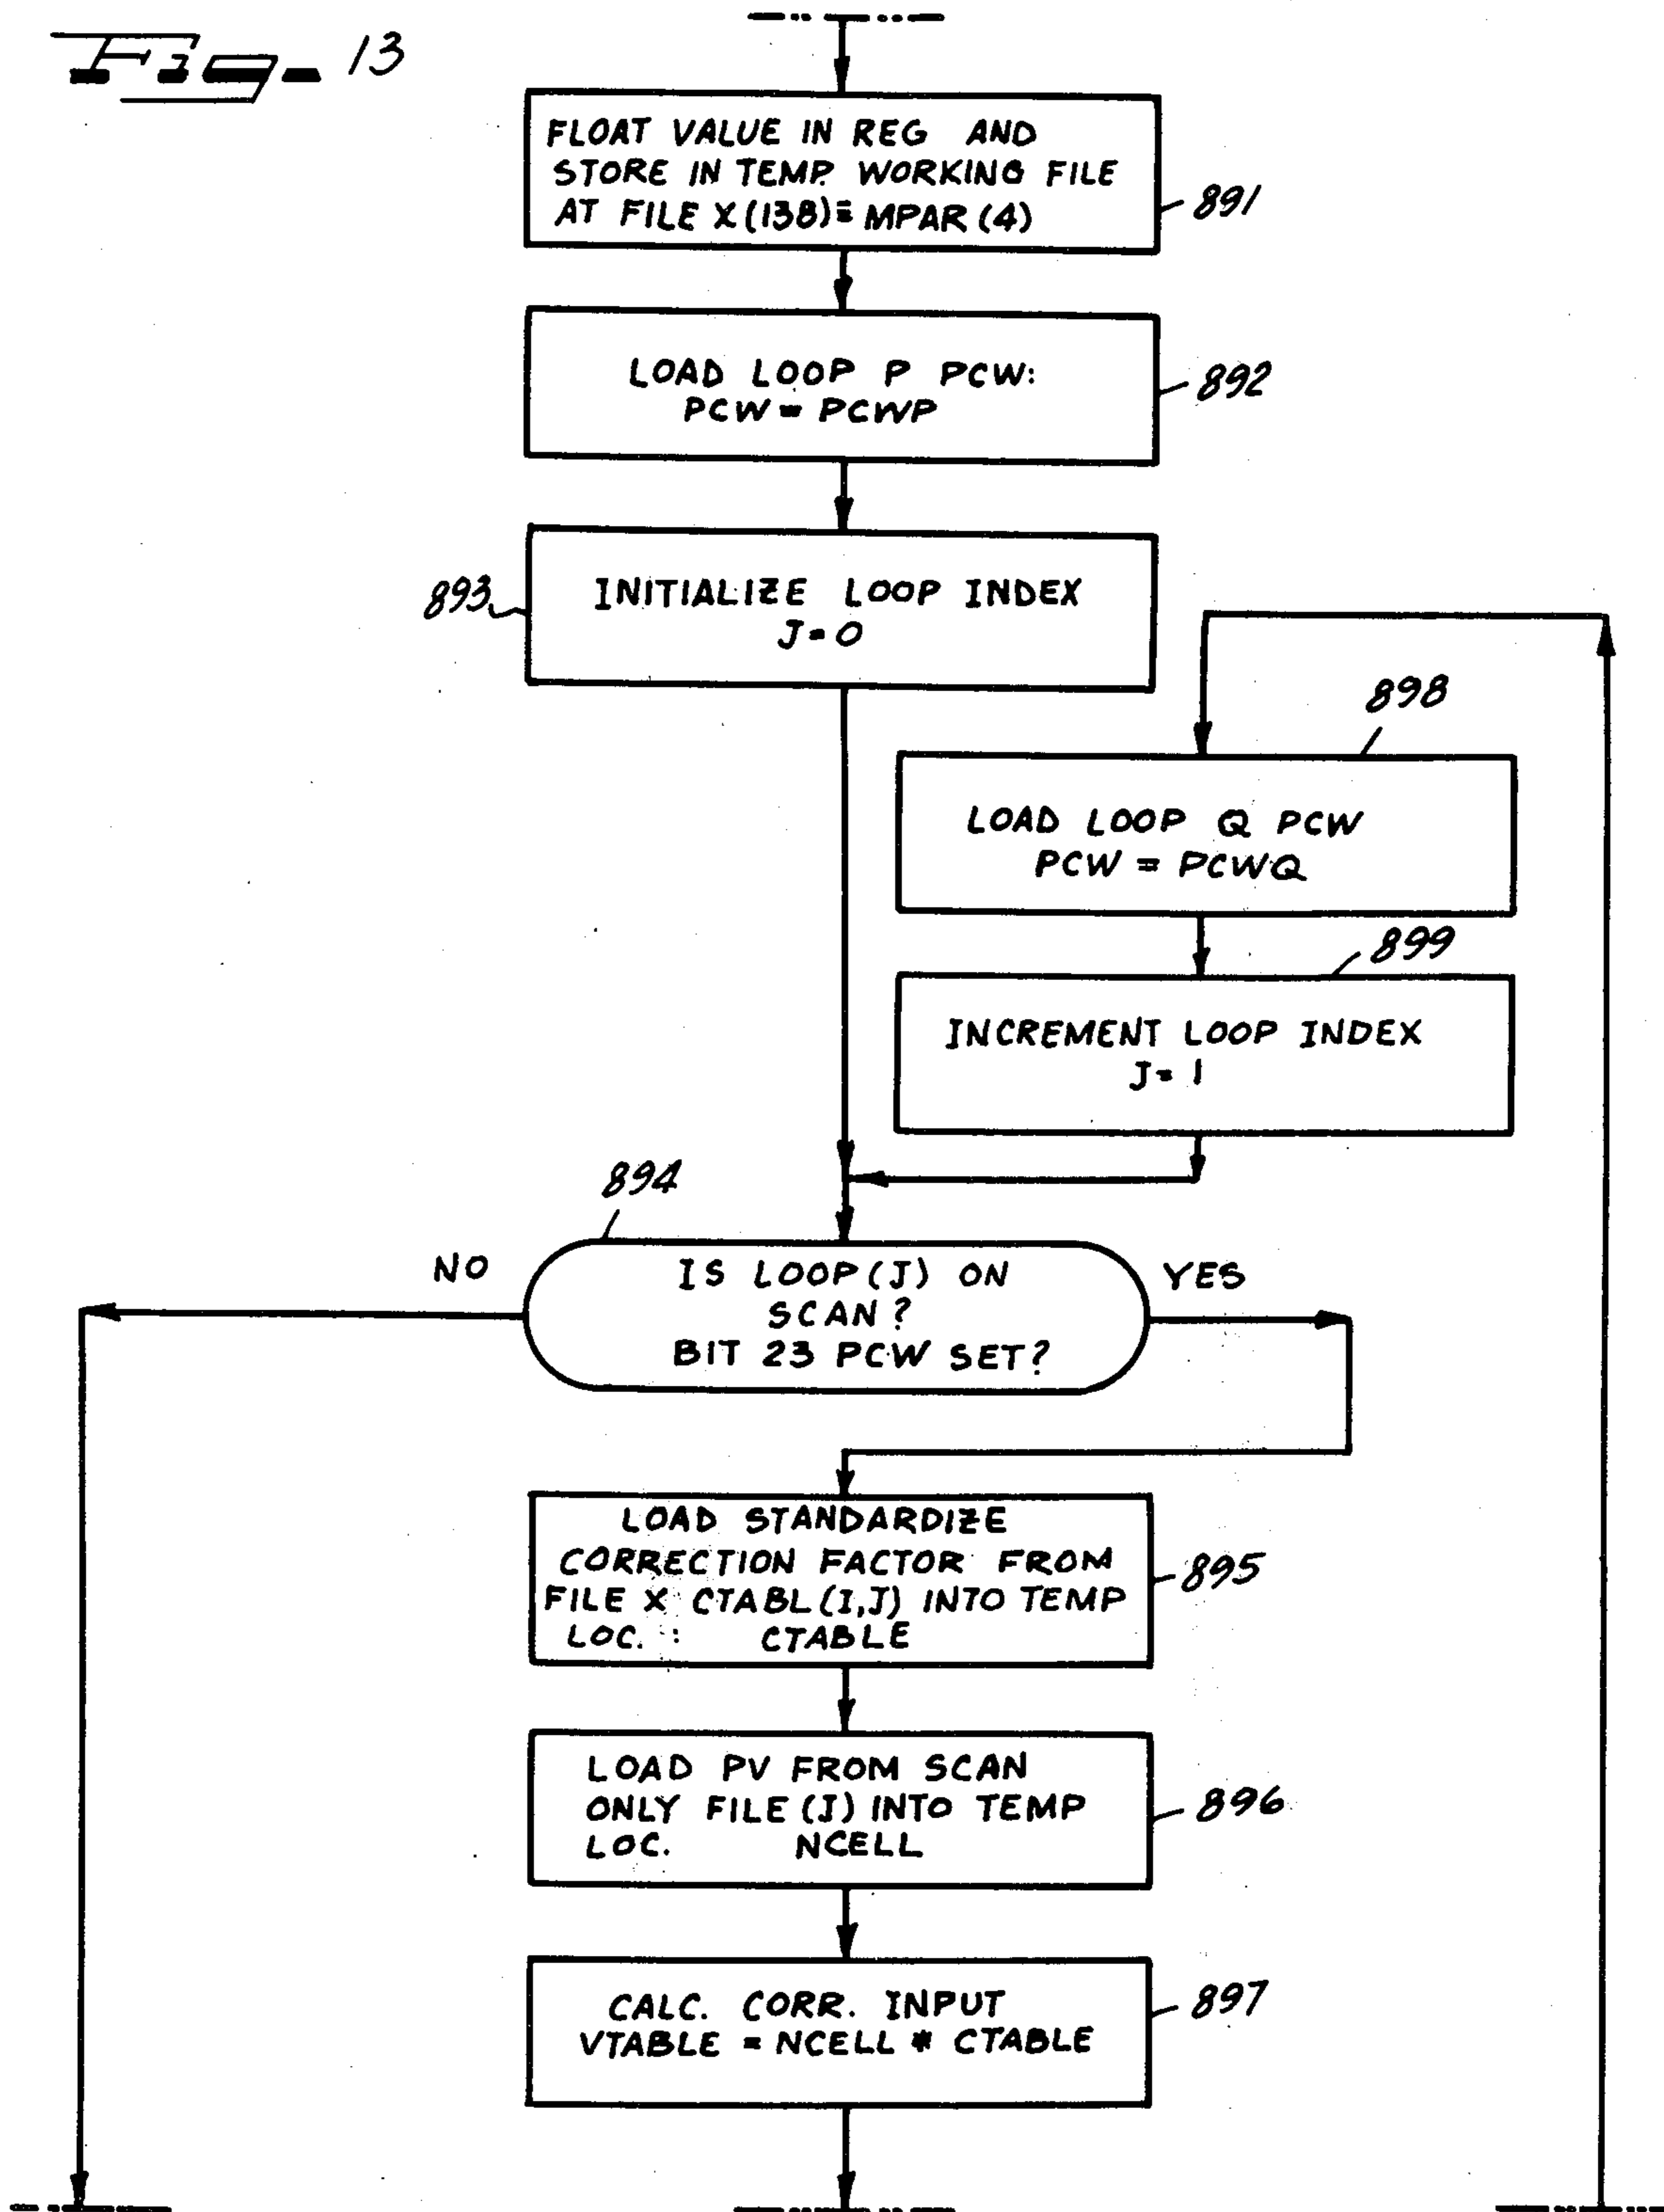 Fig-13
FLOAT VALUE IN REG AND
STORE IN TEMP. WORKING FILE
AT FILE X(138)≡MPAR(4)
891
LOAD LOOP P PCW:
PCW = PCWP
892
893
INITIALIZE LOOP INDEX
J=0
898
LOAD LOOP Q PCW
PCW = PCWQ
899
INCREMENT LOOP INDEX
J=1
894
NO
IS LOOP(J) ON
SCAN?
BIT 23 PCW SET?
YES
LOAD STANDARDIZE
CORRECTION FACTOR FROM
FILE X CTABL(I,J) INTO TEMP
LOC. : CTABLE
895
LOAD PV FROM SCAN
ONLY FILE(J) INTO TEMP
LOC. NCELL
896
CALC. CORR. INPUT
VTABLE = NCELL * CTABLE
897